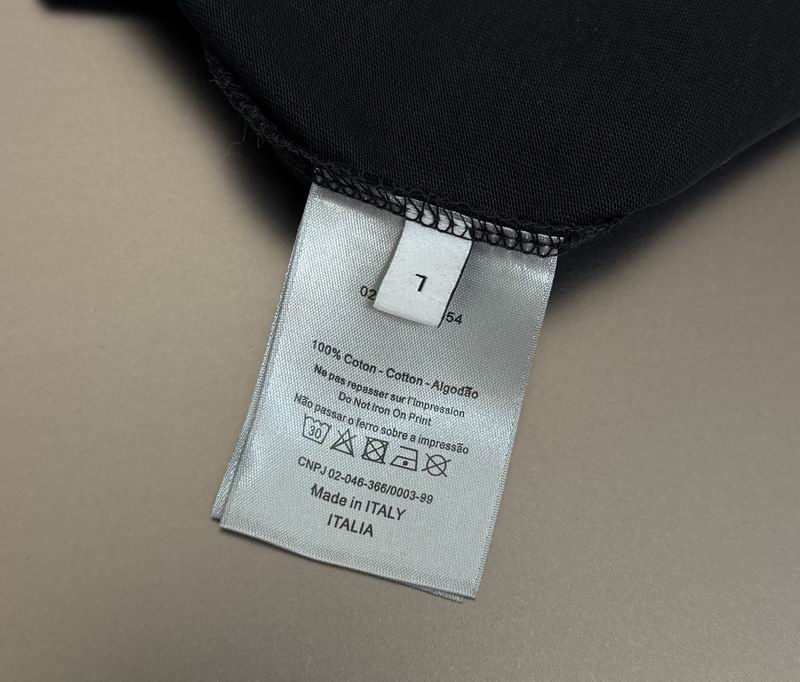 L
02 54
100% Coton - Cotton - Algodão
Ne pas repasser sur l'Impression
Do Not Iron On Print
Não passar o ferro sobre a impressão
30
CNPJ 02-046-366/0003-99
Made in ITALY
ITALIA